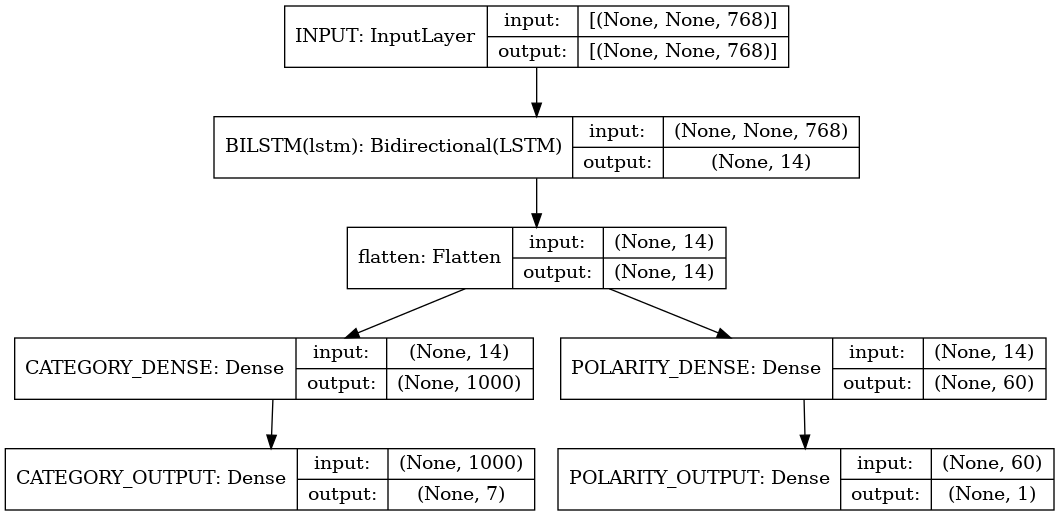 INPUT: InputLayer
input:
[(None, None, 768)]
output:
[(None, None, 768)]
BILSTM(lstm): Bidirectional(LSTM)
input:
(None, None, 768)
output:
(None, 14)
flatten: Flatten
input:
(None, 14)
output:
(None, 14)
CATEGORY_DENSE: Dense
input:
(None, 14)
output:
(None, 1000)
POLARITY_DENSE: Dense
input:
(None, 14)
output:
(None, 60)
CATEGORY_OUTPUT: Dense
input:
(None, 1000)
output:
(None, 7)
POLARITY_OUTPUT: Dense
input:
(None, 60)
output:
(None, 1)